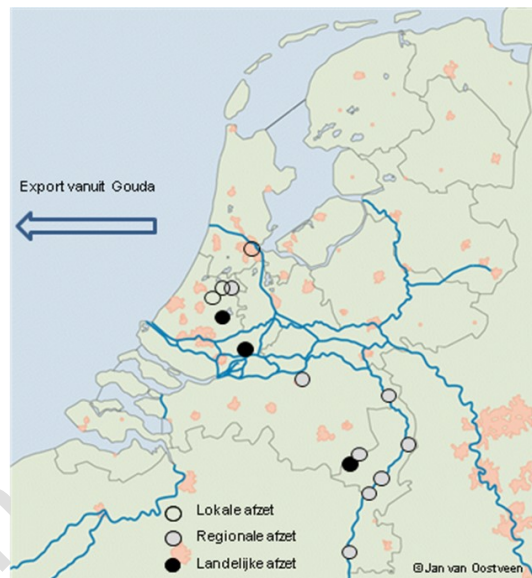 Export vanuit Gouda
Lokale afzet
Regionale afzet
Landelijke afzet
©Jan van Oostveen